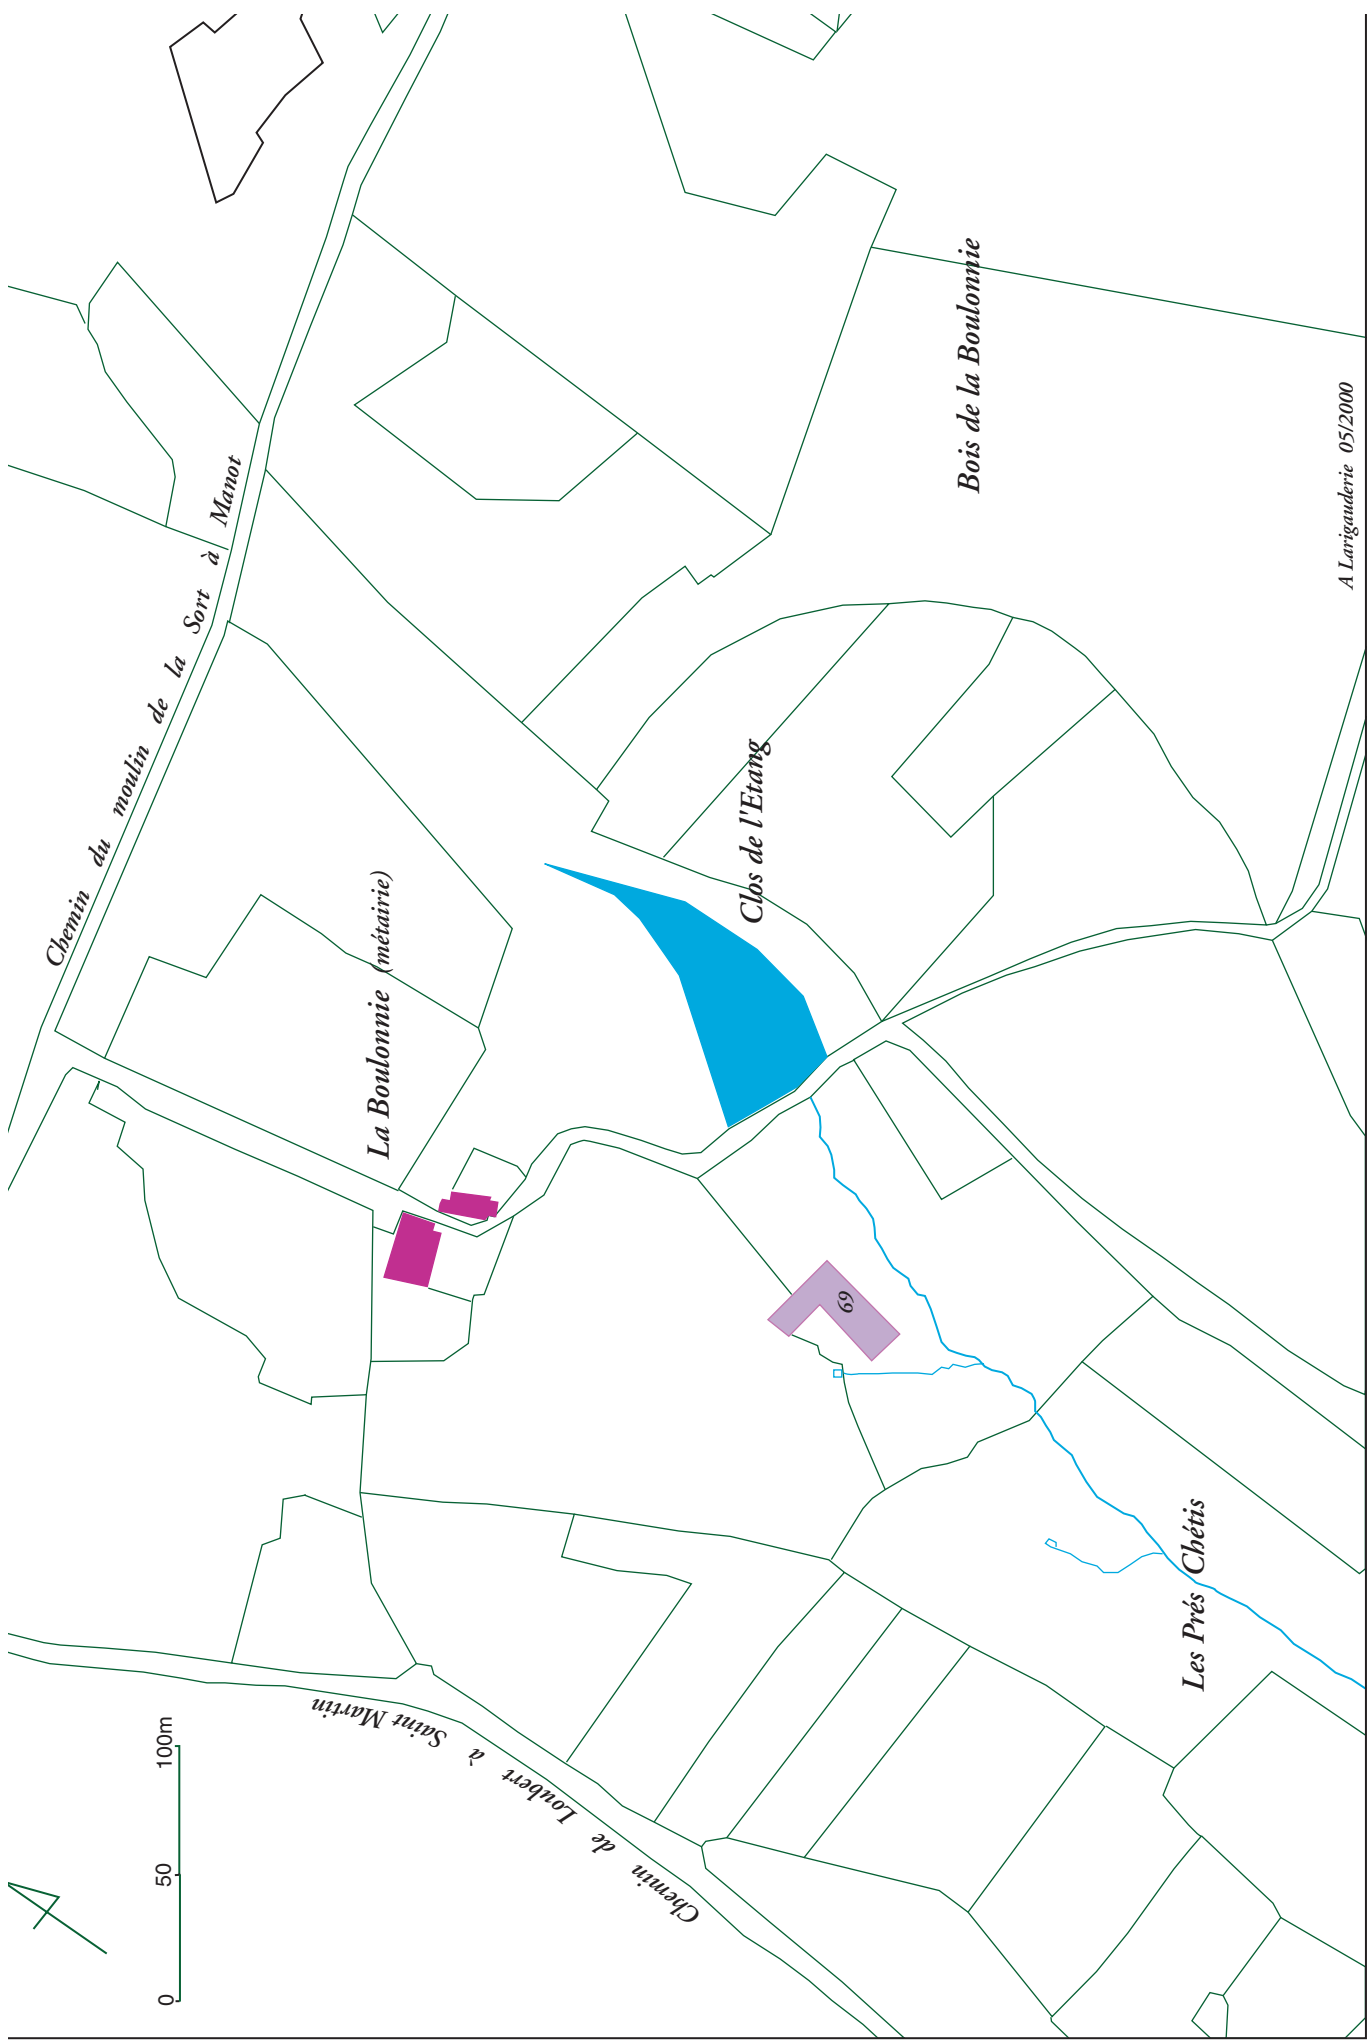 Chemin du moulin de la Sort à Manot
Bois de la Boulonnie
A Larigauderie 05/2000
Clos de l'Etang
La Boulonnie (métairie)
69
Les Prés Chétis
Chemin de Loubert à Saint Martin
0 50 100m